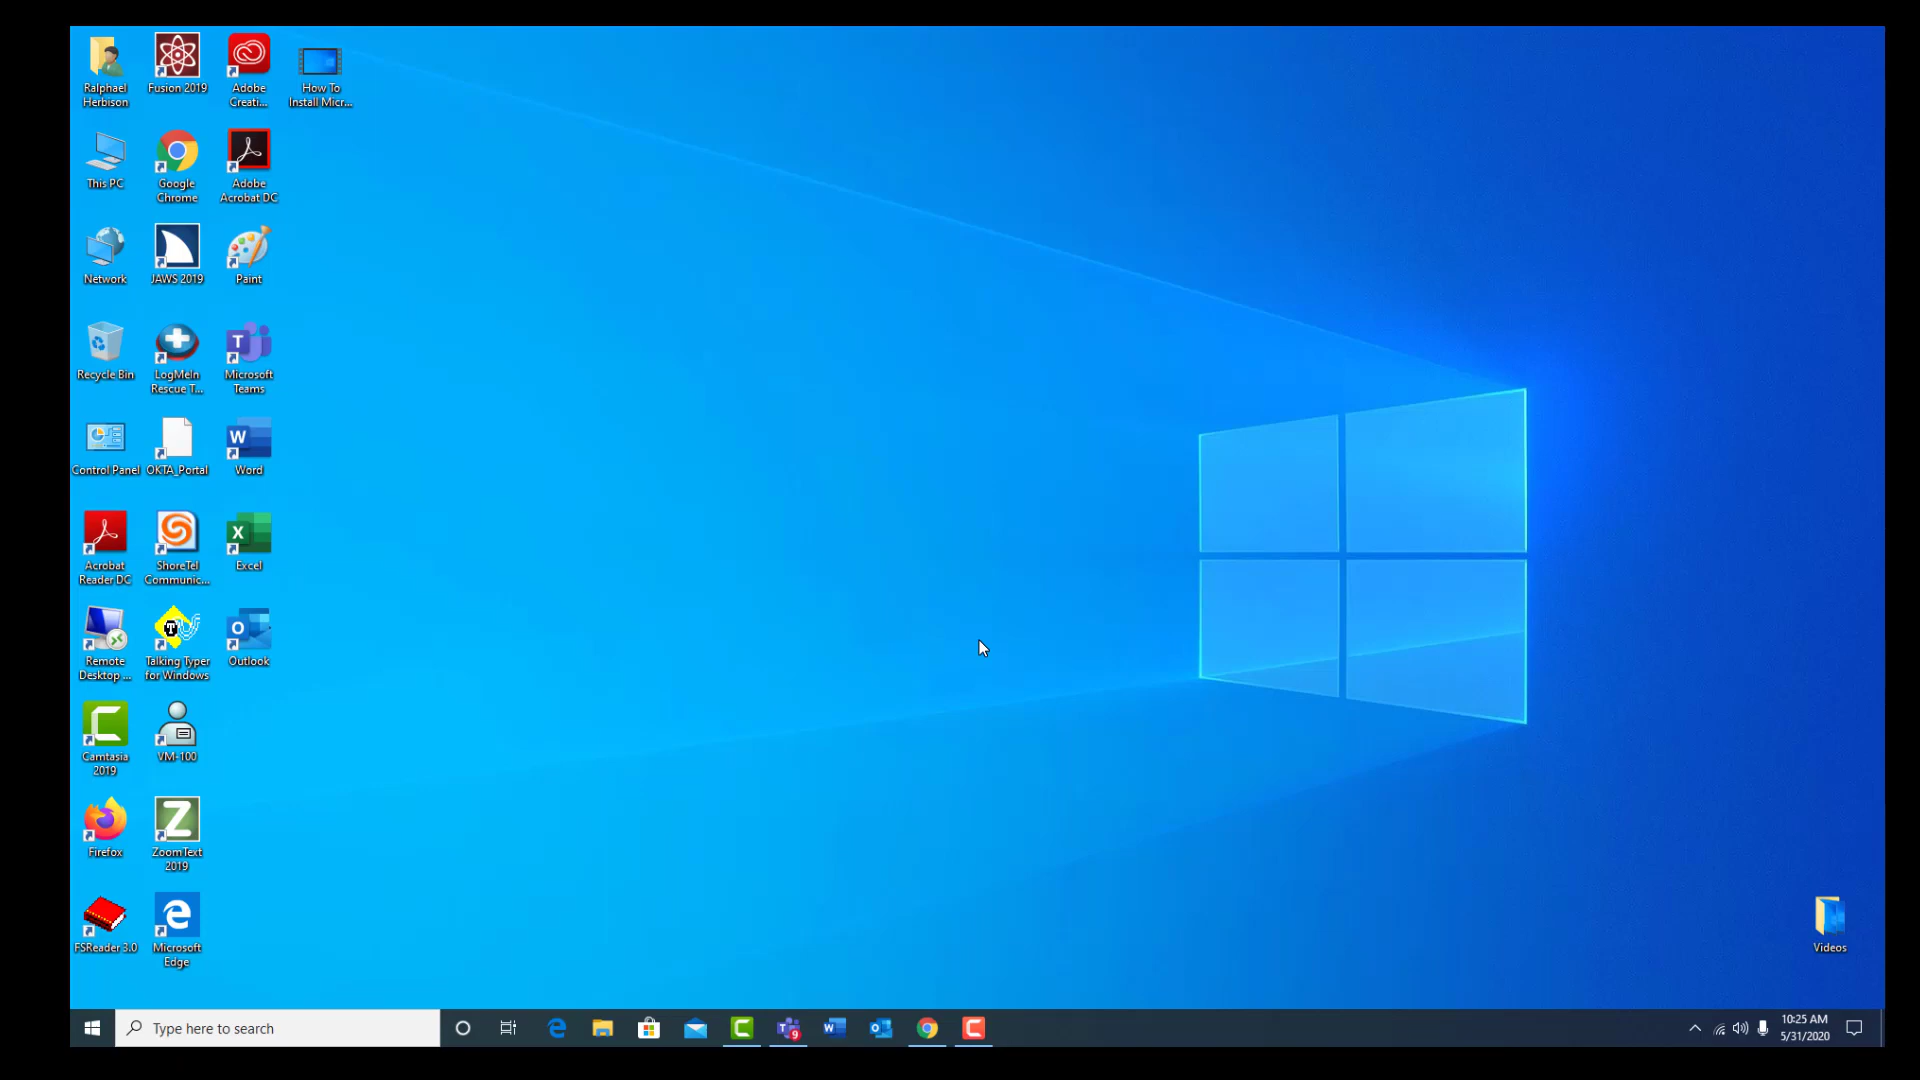 Ralphael
Herbison
Fusion 2019
Adobe
Creati...
How To
Install Micr...
This PC
Google
Chrome
Adobe
Acrobat DC
Network
JAWS 2019
Paint
Recycle Bin
LogMeIn
Rescue T...
T
Microsoft
Teams
Control Panel
OKTA_Portal
W
Word
Acrobat
Reader DC
ShoreTel
Communic...
X
Excel
Remote
Desktop ...
T
Talking Typer
for Windows
O
Outlook
Camtasia
2019
VM-100
Firefox
Z
ZoomText
2019
FSReader 3.0
Microsoft
Edge
Videos
Type here to search
T
9
W
O
10:25 AM
5/31/2020